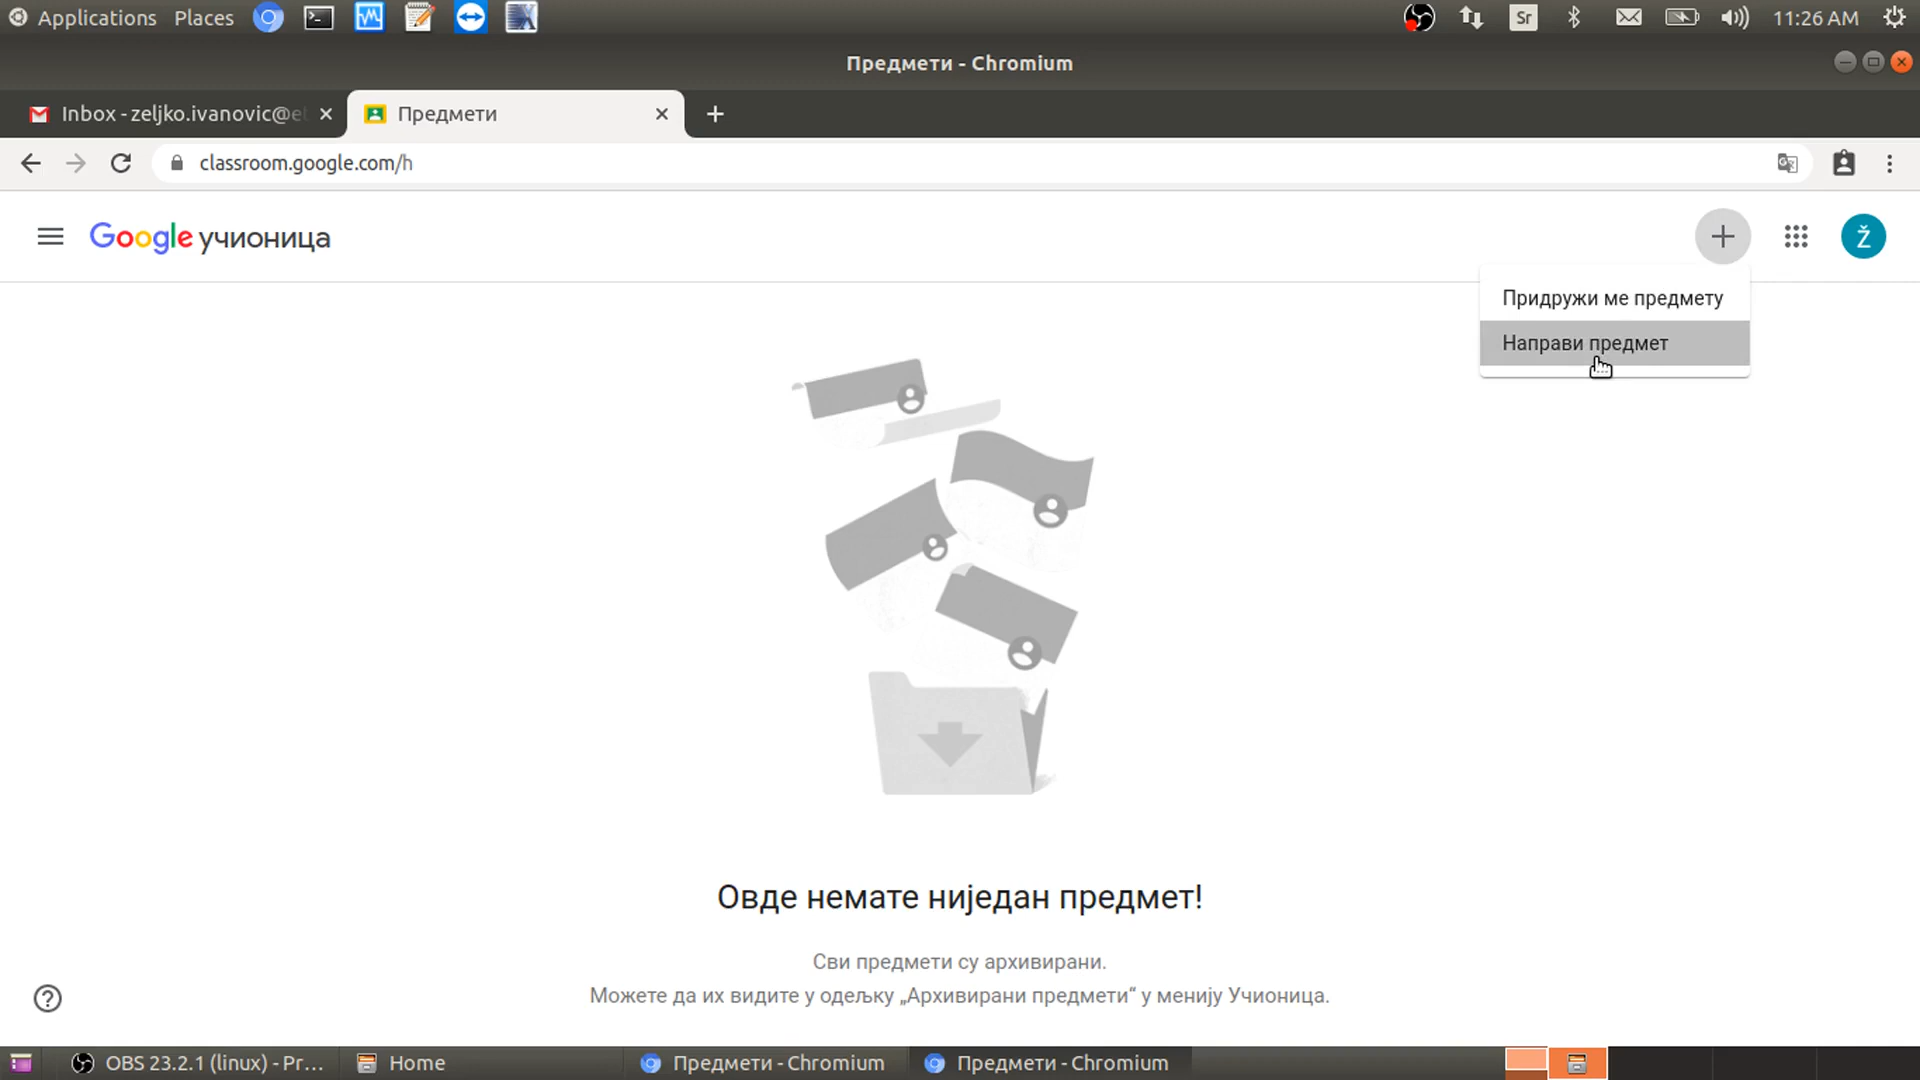 Applications Places Sr 11:26 AM
Предмети - Chromium
Inbox - zeljko.ivanovic@el Предмети
classroom.google.com/h
Google учионица Ž
Придружи ме предмету
Направи предмет
Овде немате ниједан предмет!
Сви предмети су архивирани.
Можете да их видите у одељку „Архивирани предмети“ у менију Учионица.
OBS 23.2.1 (linux) - Pr... Home Предмети - Chromium Предмети - Chromium